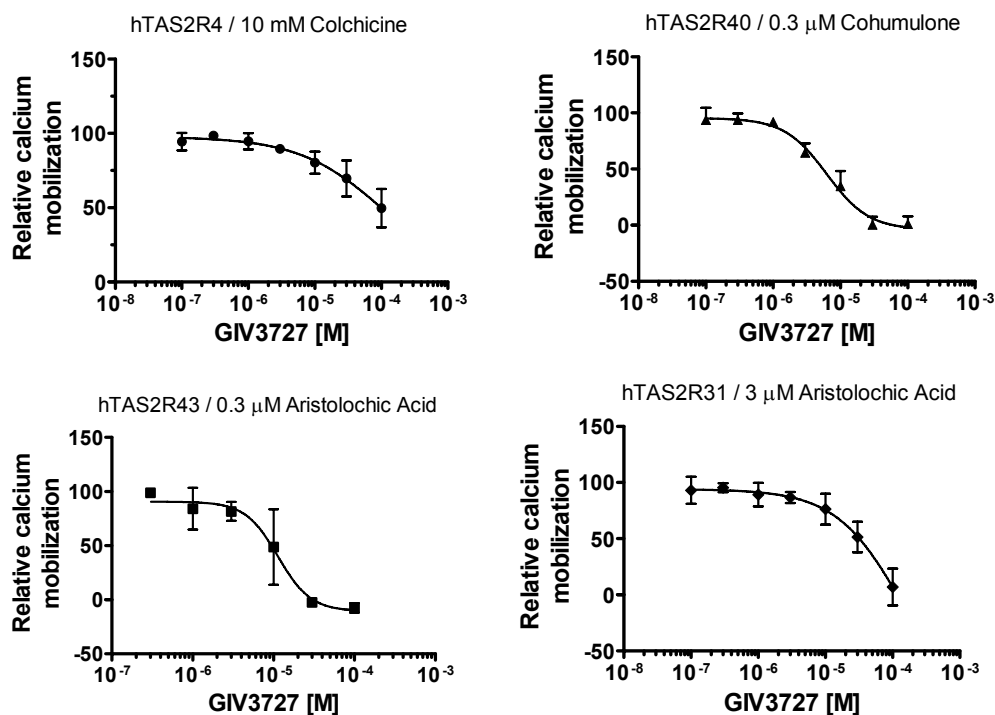 hTAS2R4 / 10 mM Colchicine
150
100
50
0
Relative calcium
mobilization
10-8 10-7 10-6 10-5 10-4 10-3
GIV3727 [M]
hTAS2R40 / 0.3 μM Cohumulone
150
100
50
0
-50
Relative calcium
mobilization
10-8 10-7 10-6 10-5 10-4 10-3
GIV3727 [M]
hTAS2R43 / 0.3 μM Aristolochic Acid
150
100
50
0
-50
Relative calcium
mobilization
10-7 10-6 10-5 10-4 10-3
GIV3727 [M]
hTAS2R31 / 3 μM Aristolochic Acid
150
100
50
0
-50
Relative calcium
mobilization
10-8 10-7 10-6 10-5 10-4 10-3
GIV3727 [M]